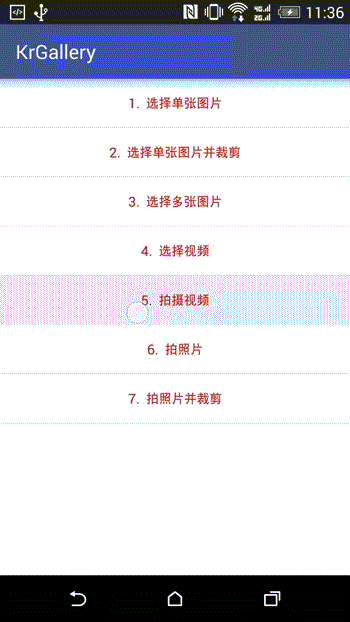 11:36
KrGallery
1. 选择单张图片
2. 选择单张图片并裁剪
3. 选择多张图片
4. 选择视频
5. 拍摄视频
6. 拍照片
7. 拍照片并裁剪